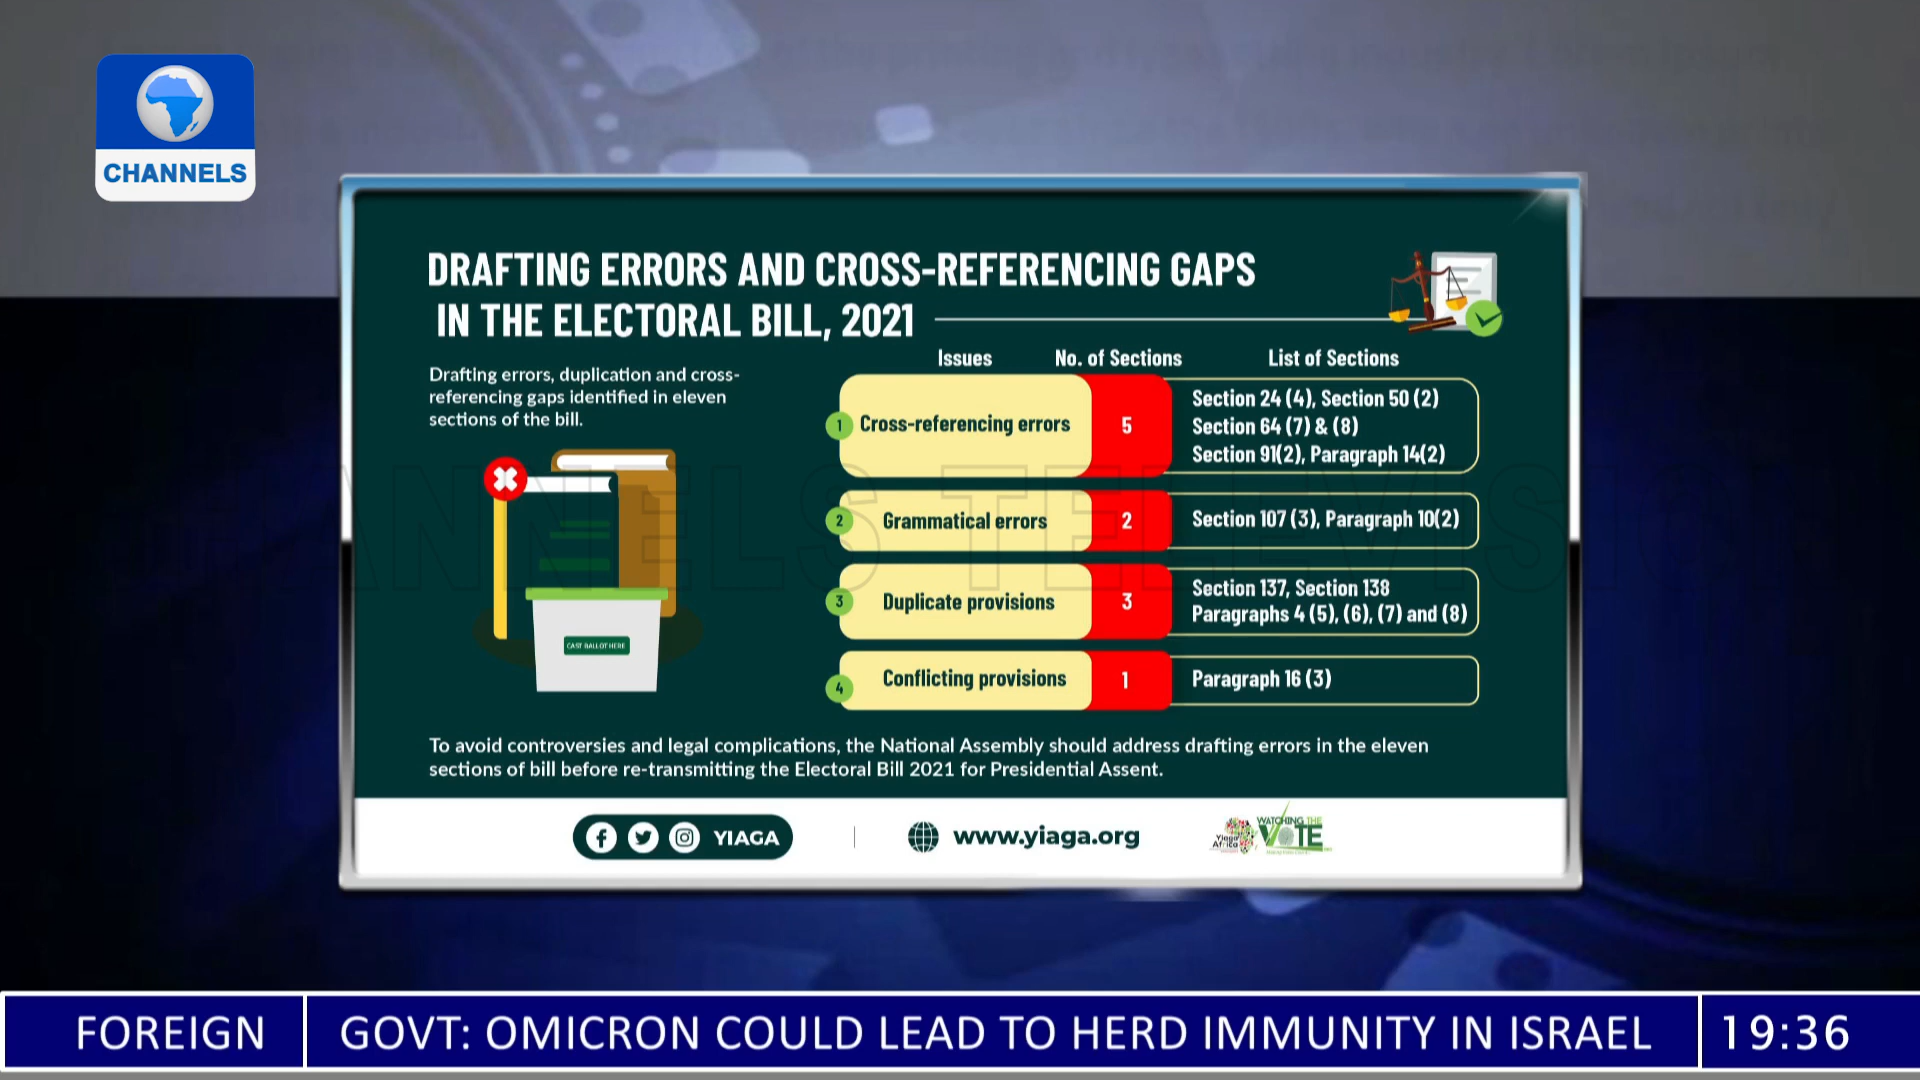 CHANNELS
DRAFTING ERRORS AND CROSS-REFERENCING GAPS
IN THE ELECTORAL BILL, 2021
Drafting errors, duplication and cross-
referencing gaps identified in eleven
sections of the bill.
CAST BALLOT HERE
Issues No. of Sections List of Sections
1 Cross-referencing errors 5
Section 24 (4), Section 50 (2)
Section 64 (7) & (8)
Section 91(2), Paragraph 14(2)
2 Grammatical errors 2 Section 107 (3), Paragraph 10(2)
3 Duplicate provisions 3
Section 137, Section 138
Paragraphs 4 (5), (6), (7) and (8)
4 Conflicting provisions 1 Paragraph 16 (3)
To avoid controversies and legal complications, the National Assembly should address drafting errors in the eleven
sections of bill before re-transmitting the Electoral Bill 2021 for Presidential Assent.
YIAGA
www.yiaga.org
Yiaga
Africa
WATCHING THE
VOTE
FOREIGN GOVT: OMICRON COULD LEAD TO HERD IMMUNITY IN ISRAEL 19:36